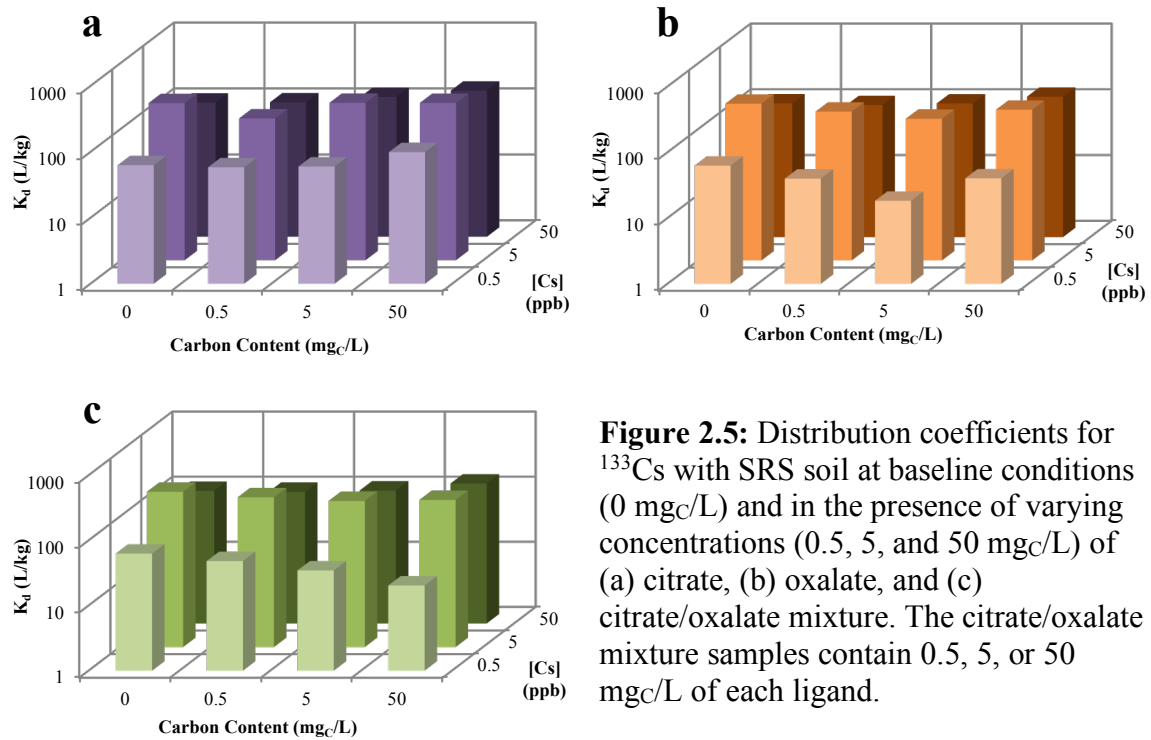 a
1000
100
10
1
K_d (L/kg)
0
0.5
5
50
Carbon Content (mg_C/L)
0.5
5
50
[Cs]
(ppb)
b
1000
100
10
1
K_d (L/kg)
0
0.5
5
50
Carbon Content (mg_C/L)
0.5
5
50
[Cs]
(ppb)
c
1000
100
10
1
K_d (L/kg)
0
0.5
5
50
Carbon Content (mg_C/L)
0.5
5
50
[Cs]
(ppb)
Figure 2.5: Distribution coefficients for
¹³³Cs with SRS soil at baseline conditions
(0 mg_C/L) and in the presence of varying
concentrations (0.5, 5, and 50 mg_C/L) of
(a) citrate, (b) oxalate, and (c)
citrate/oxalate mixture. The citrate/oxalate
mixture samples contain 0.5, 5, or 50
mg_C/L of each ligand.